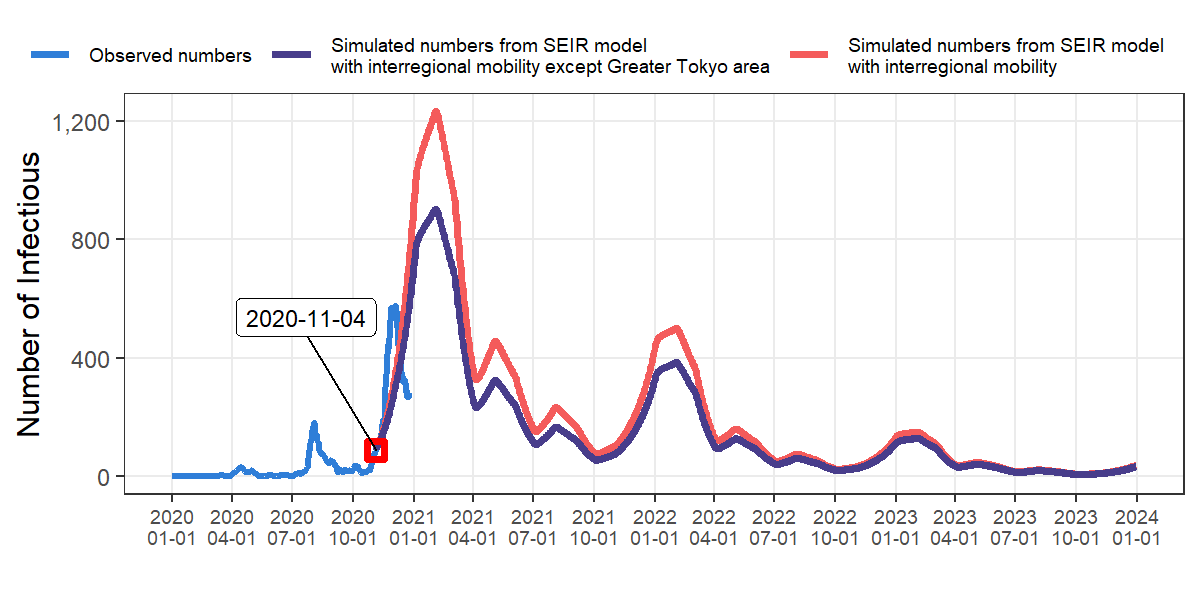 Observed numbers
Simulated numbers from SEIR model
with interregional mobility except Greater Tokyo area
Simulated numbers from SEIR model
with interregional mobility
Number of Infectious
1,200
800
400
0
2020-11-04
2020 2020 2020 2020 2021 2021 2021 2021 2022 2022 2022 2022 2023 2023 2023 2023 2024
01-01 04-01 07-01 10-01 01-01 04-01 07-01 10-01 01-01 04-01 07-01 10-01 01-01 04-01 07-01 10-01 01-01